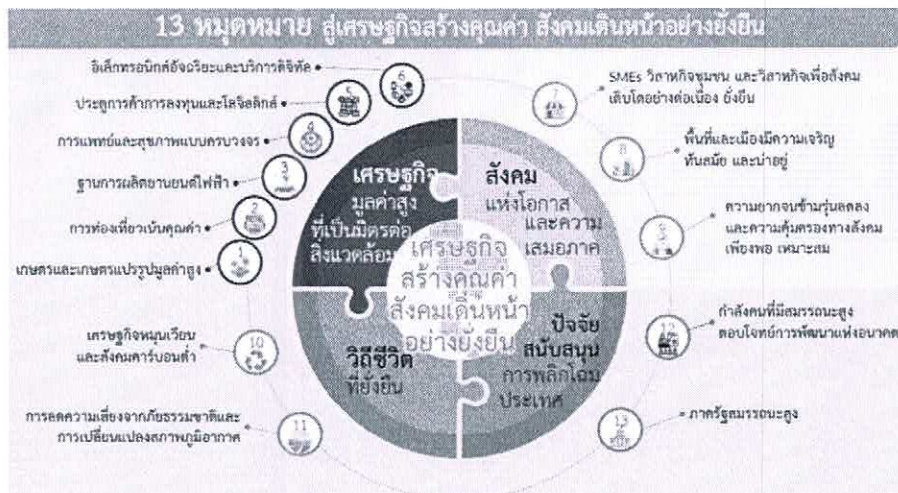 13 หมุดหมาย สู่เศรษฐกิจสร้างคุณค่า สังคมเดินหน้าอย่างยั่งยืน
อิเล็กทรอนิกส์อัจฉริยะและบริการดิจิทัล
6
ประตูการค้าการลงทุนและโลจิสติกส์
5
การแพทย์และสุขภาพแบบครบวงจร
4
ฐานการผลิตยานยนต์ไฟฟ้า
3
การท่องเที่ยวเน้นคุณค่า
2
เกษตรและเกษตรแปรรูปมูลค่าสูง
1
7
SMEs วิสาหกิจชุมชน และวิสาหกิจเพื่อสังคม
เติบโตอย่างต่อเนื่อง ยั่งยืน
8
พื้นที่และเมืองมีความเจริญ
ทันสมัย และน่าอยู่
9
ความยากจนข้ามรุ่นลดลง
และความคุ้มครองทางสังคม
เพียงพอ เหมาะสม
เศรษฐกิจ
มูลค่าสูง
ที่เป็นมิตรต่อ
สิ่งแวดล้อม
สังคม
แห่งโอกาส
และความ
เสมอภาค
เศรษฐกิจ
สร้างคุณค่า
สังคมเดินหน้า
อย่างยั่งยืน
วิถีชีวิต
ที่ยั่งยืน
ปัจจัย
สนับสนุน
การพลิกโฉม
ประเทศ
เศรษฐกิจหมุนเวียน
และสังคมคาร์บอนต่ำ
10
การลดความเสี่ยงจากภัยธรรมชาติและ
การเปลี่ยนแปลงสภาพภูมิอากาศ
11
12
กำลังคนที่มีสมรรถนะสูง
ตอบโจทย์การพัฒนาแห่งอนาคต
13
ภาครัฐสมรรถนะสูง